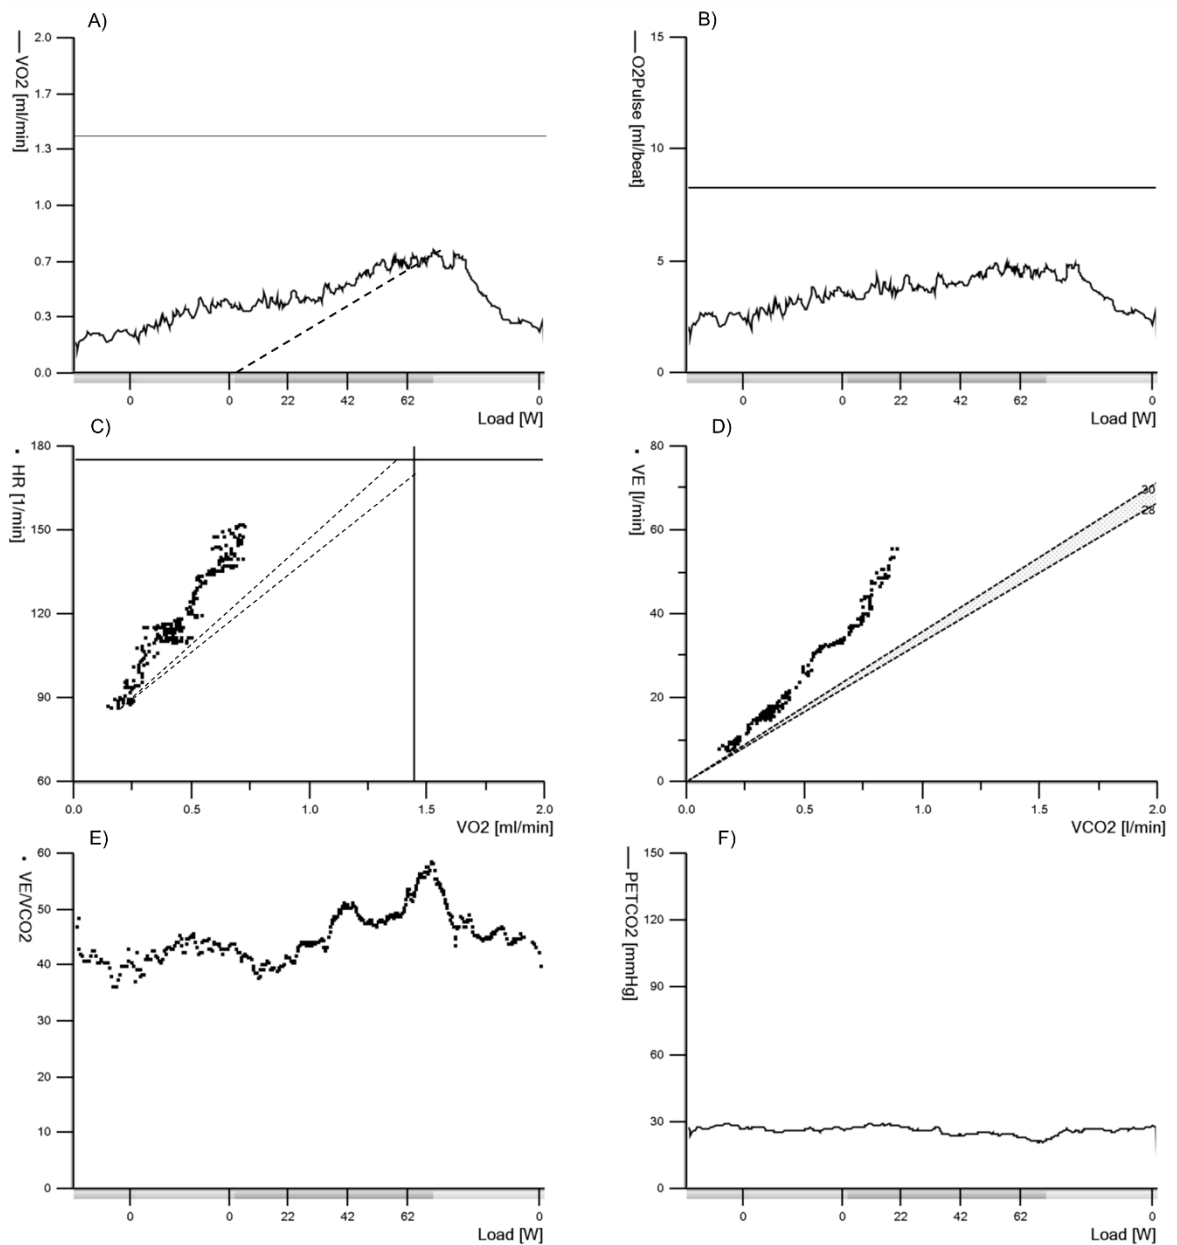 A)
— VO2 [ml/min]
2.0
1.7
1.3
1.0
0.7
0.3
0.0
0 0 22 42 62 0
Load [W]
B)
— O2Pulse [ml/beat]
15
10
5
0
0 0 22 42 62 0
Load [W]
C)
▪ HR [1/min]
180
150
120
90
60
0.0 0.5 1.0 1.5 2.0
VO2 [ml/min]
D)
▪ VE [l/min]
80
60
40
20
0
30
28
0.0 0.5 1.0 1.5 2.0
VCO2 [l/min]
E)
▪ VE/VCO2
60
50
40
30
20
10
0
0 0 22 42 62 0
Load [W]
F)
— PETCO2 [mmHg]
150
120
90
60
30
0
0 0 22 42 62 0
Load [W]